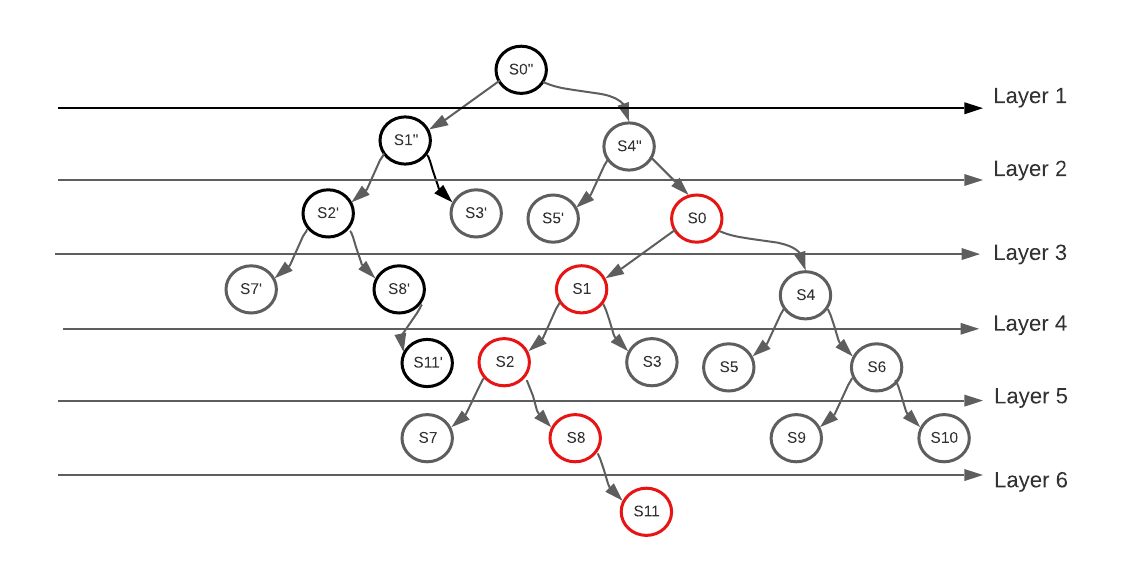 S0"
Layer 1
S1"
S4"
Layer 2
S2'
S3'
S5'
S0
Layer 3
S7'
S8'
S1
S4
Layer 4
S11'
S2
S3
S5
S6
Layer 5
S7
S8
S9
S10
Layer 6
S11